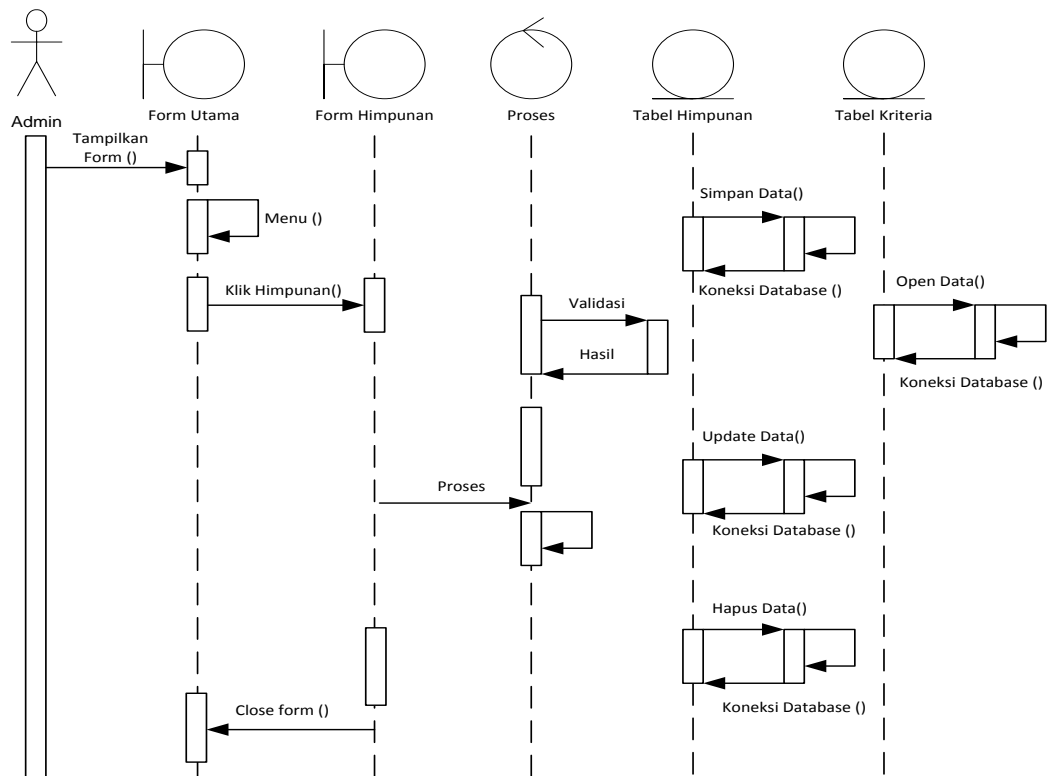 Admin
Form Utama
Form Himpunan
Proses
Tabel Himpunan
Tabel Kriteria
Tampilkan
Form ()
Menu ()
Simpan Data()
Klik Himpunan()
Koneksi Database ()
Open Data()
Validasi
Hasil
Koneksi Database ()
Update Data()
Proses
Koneksi Database ()
Hapus Data()
Close form ()
Koneksi Database ()